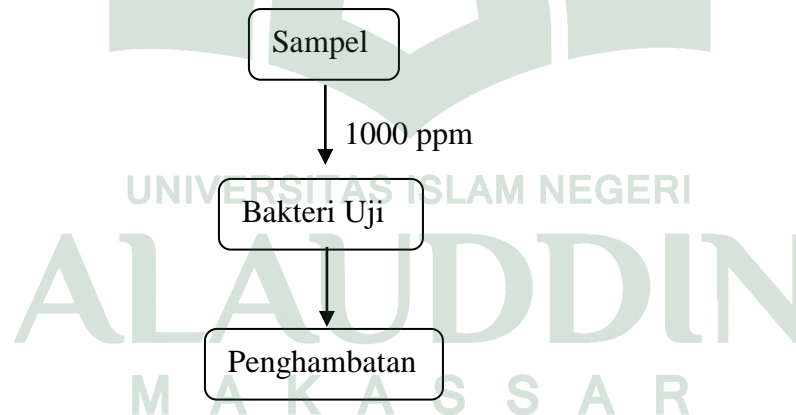 Sampel
1000 ppm
UNIVERSITAS ISLAM NEGERI
Bakteri Uji
ALAUDDIN
Penghambatan
MAKASSAR